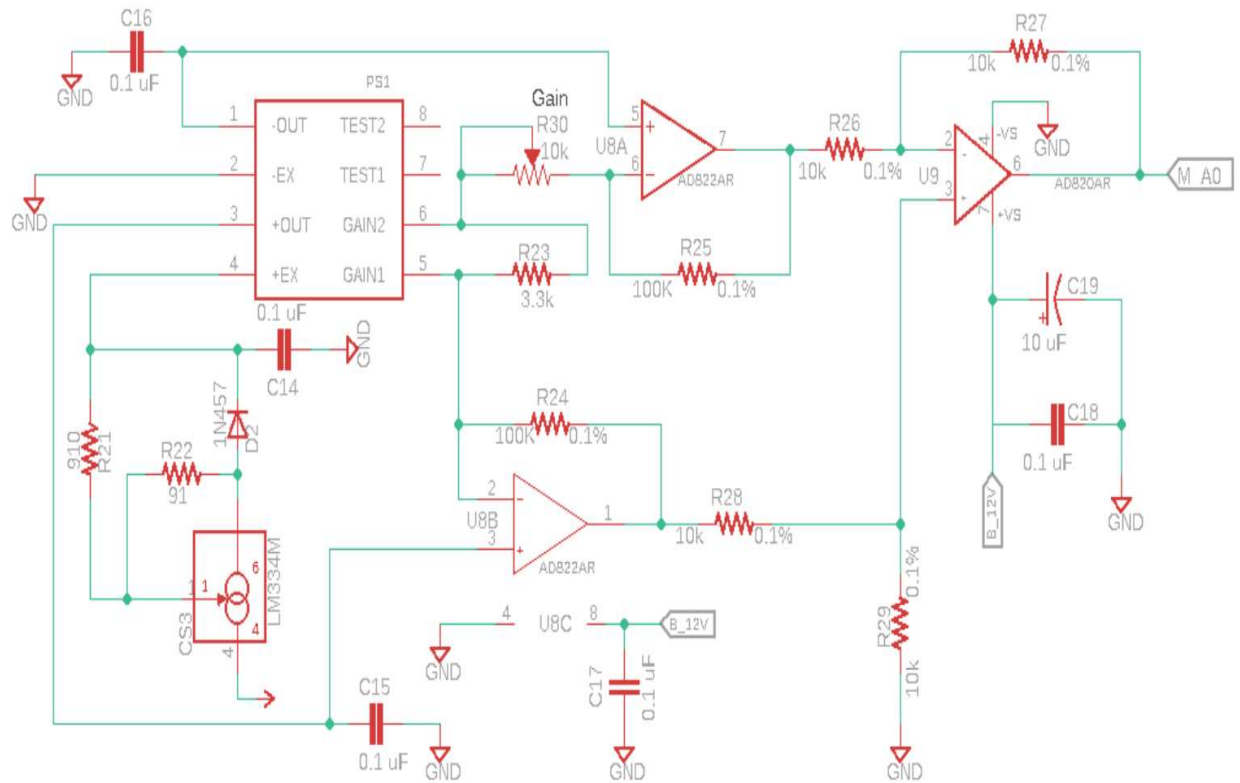 C16
0.1 uF
GND
PS1
1 -OUT TEST2 8
2 -EX TEST1 7
3 +OUT GAIN2 6
4 +EX GAIN1 5
GND
Gain
R30
10k
R23
3.3k
U8A
5 +
6 -
7
AD822AR
R25
100K 0.1%
R26
10k 0.1%
R27
10k 0.1%
U9
2 -
3 +
4 -VS
6
7 +VS
GND
AD820AR
M_A0
C19
+
10 uF
C18
0.1 uF
B_12V
GND
0.1 uF
C14
GND
1N457
D2
910
R21
R22
91
LM334M
CS3
1 1
6
4
4
R24
100K 0.1%
U8B
2 -
3 +
1
AD822AR
R28
10k 0.1%
0.1%
R29
10k
GND
4 U8C 8
B_12V
GND
C17
0.1 uF
GND
C15
0.1 uF
GND